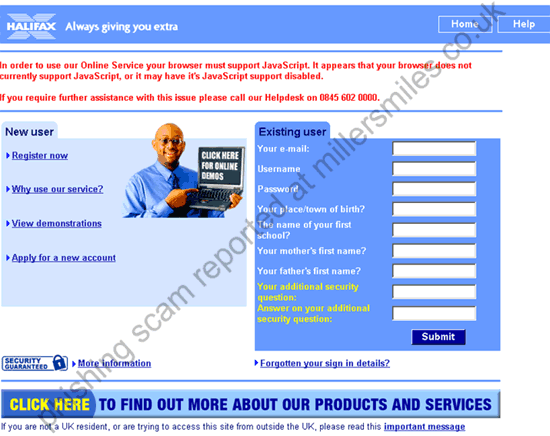 HALIFAX
Always giving you extra
Home
Help
In order to use our Online Service your browser must support JavaScript. It appears that your browser does not
currently support JavaScript, or it may have it's JavaScript support disabled.
If you require further assistance with this issue please call our Helpdesk on 0845 602 0000.
New user
Register now
Why use our service?
View demonstrations
Apply for a new account
CLICK HERE
FOR ONLINE
DEMOS
Existing user
Your e-mail:
Username
Password
Your place/town of birth?
The name of your first
school?
Your mother's first name?
Your father's first name?
Your additional security
question:
Answer on your additional
security question:
Submit
SECURITY
GUARANTEED
More information
Forgotten your sign in details?
CLICK HERE TO FIND OUT MORE ABOUT OUR PRODUCTS AND SERVICES
If you are not a UK resident, or are trying to access this site from outside the UK, please read this important message
phishing scam reported at millersmiles.co.uk